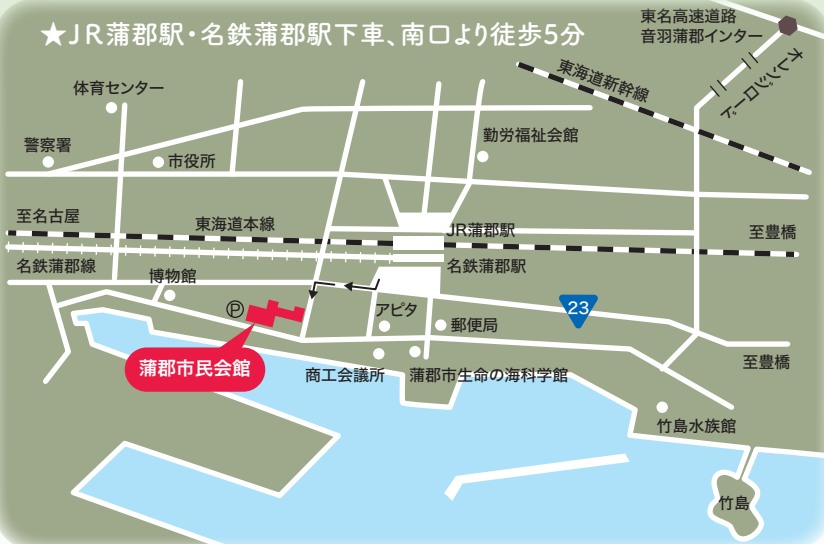 ★JR蒲郡駅・名鉄蒲郡駅下車、南口より徒歩5分
東名高速道路
音羽蒲郡インター
オレンジロード
東海道新幹線
体育センター
警察署
市役所
勤労福祉会館
至名古屋
東海道本線
JR蒲郡駅
至豊橋
名鉄蒲郡線
博物館
名鉄蒲郡駅
P
アピタ
郵便局
23
蒲郡市民会館
商工会議所
蒲郡市生命の海科学館
至豊橋
竹島水族館
竹島